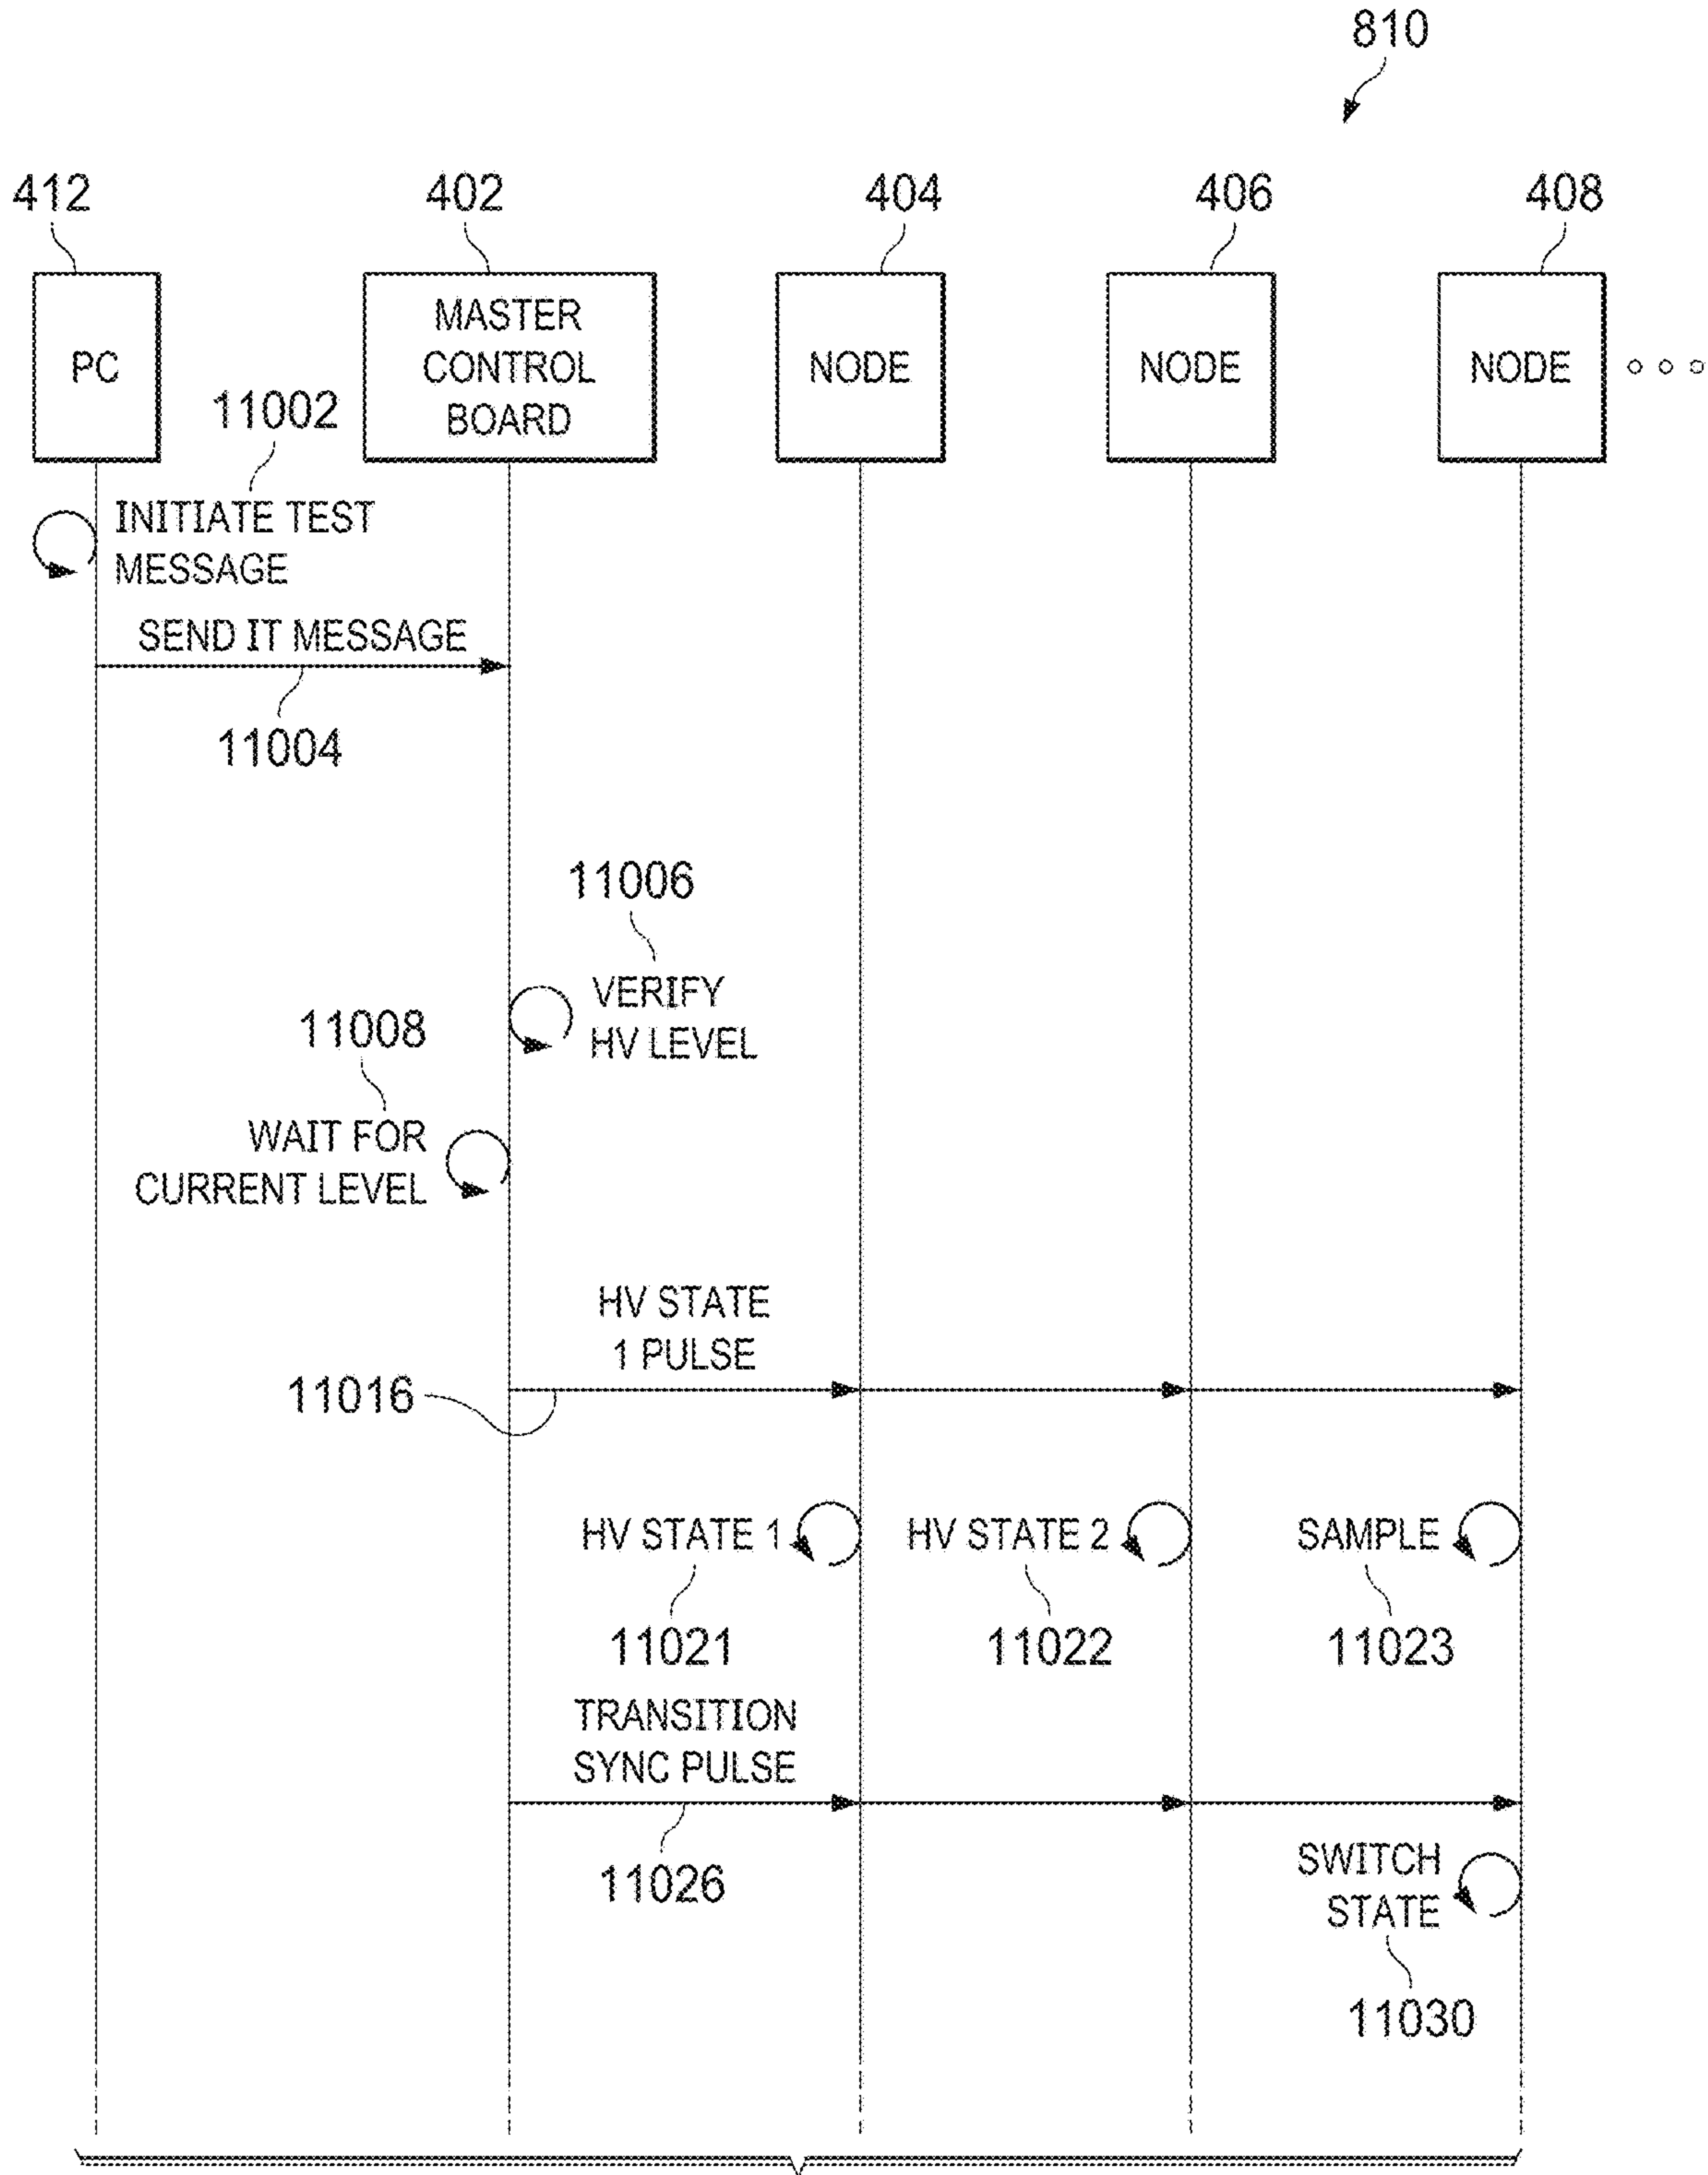 810
412
402
404
406
408
PC
MASTER
CONTROL
BOARD
NODE
NODE
NODE
11002
INITIATE TEST
MESSAGE
SEND IT MESSAGE
11004
11006
VERIFY
HV LEVEL
11008
WAIT FOR
CURRENT LEVEL
HV STATE
1 PULSE
11016
HV STATE 1
HV STATE 2
SAMPLE
11021
11022
11023
TRANSITION
SYNC PULSE
11026
SWITCH
STATE
11030